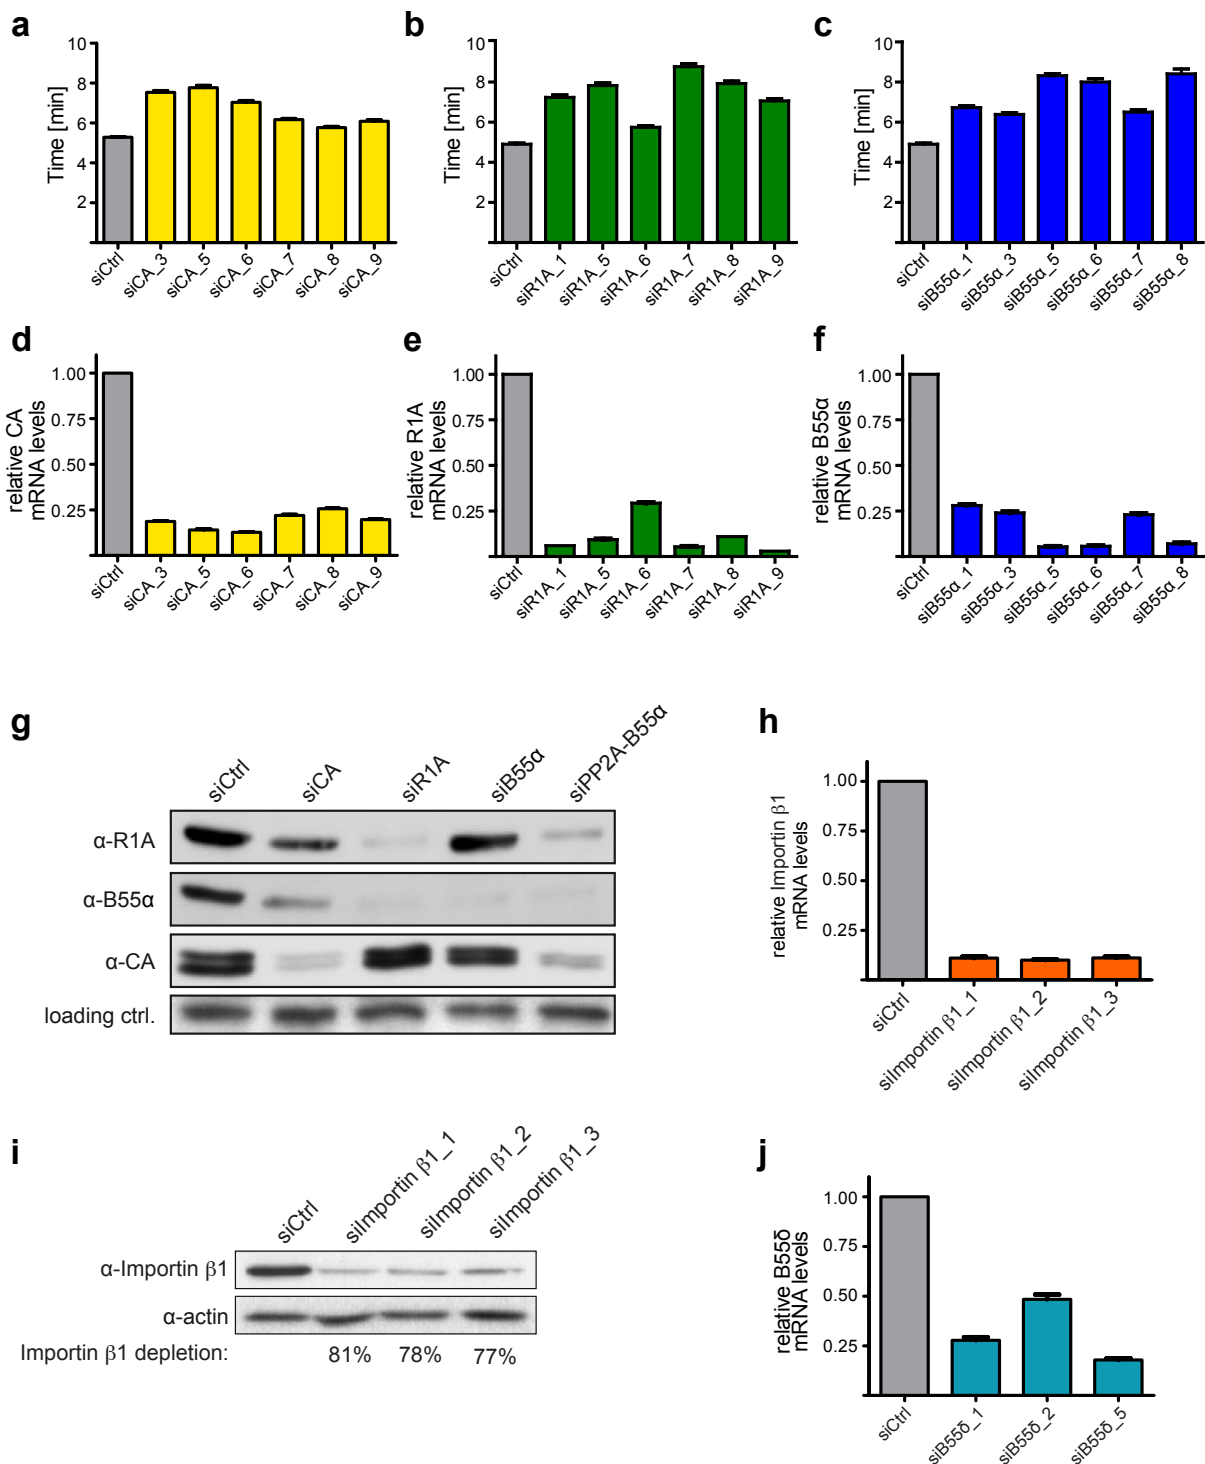 a
Time [min]
10
8
6
4
2
siCtrl
siCA_3
siCA_5
siCA_6
siCA_7
siCA_8
siCA_9
b
Time [min]
10
8
6
4
2
siCtrl
siR1A_1
siR1A_5
siR1A_6
siR1A_7
siR1A_8
siR1A_9
c
Time [min]
10
8
6
4
2
siCtrl
siB55α_1
siB55α_3
siB55α_5
siB55α_6
siB55α_7
siB55α_8
d
relative CA
mRNA levels
1.00
0.75
0.50
0.25
siCtrl
siCA_3
siCA_5
siCA_6
siCA_7
siCA_8
siCA_9
e
relative R1A
mRNA levels
1.00
0.75
0.50
0.25
siCtrl
siR1A_1
siR1A_5
siR1A_6
siR1A_7
siR1A_8
siR1A_9
f
relative B55α
mRNA levels
1.00
0.75
0.50
0.25
siCtrl
siB55α_1
siB55α_3
siB55α_5
siB55α_6
siB55α_7
siB55α_8
g
siCtrl
siCA
siR1A
siB55α
siPP2A-B55α
α-R1A
α-B55α
α-CA
loading ctrl.
h
relative Importin β1
mRNA levels
1.00
0.75
0.50
0.25
siCtrl
siImportin β1_1
siImportin β1_2
siImportin β1_3
i
siCtrl
siImportin β1_1
siImportin β1_2
siImportin β1_3
α-Importin β1
α-actin
Importin β1 depletion: 81% 78% 77%
j
relative B55δ
mRNA levels
1.00
0.75
0.50
0.25
siCtrl
siB55δ_1
siB55δ_2
siB55δ_5